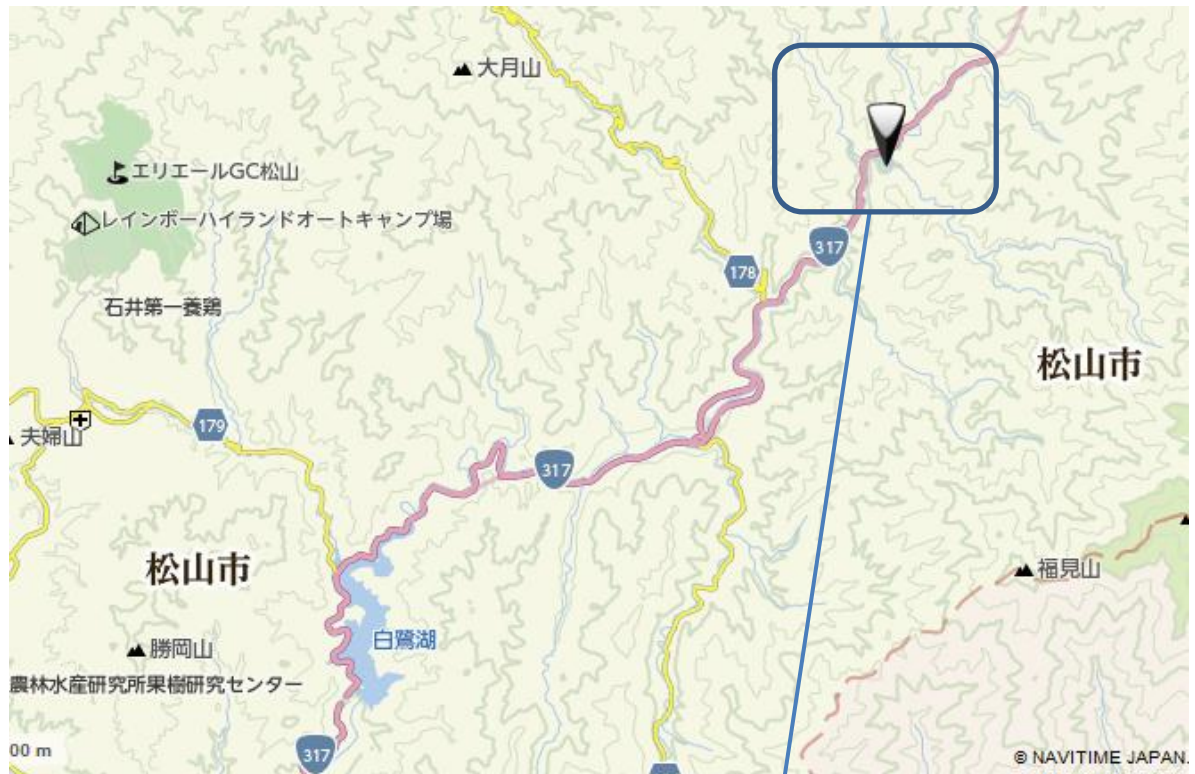 大月山
エリエールGC松山
レインボーハイランドオートキャンプ場
317
178
石井第一養鶏
松山市
夫婦山
179
317
松山市
福見山
白鷺湖
勝岡山
農林水産研究所果樹研究センター
00 m
317
© NAVITIME JAPAN.